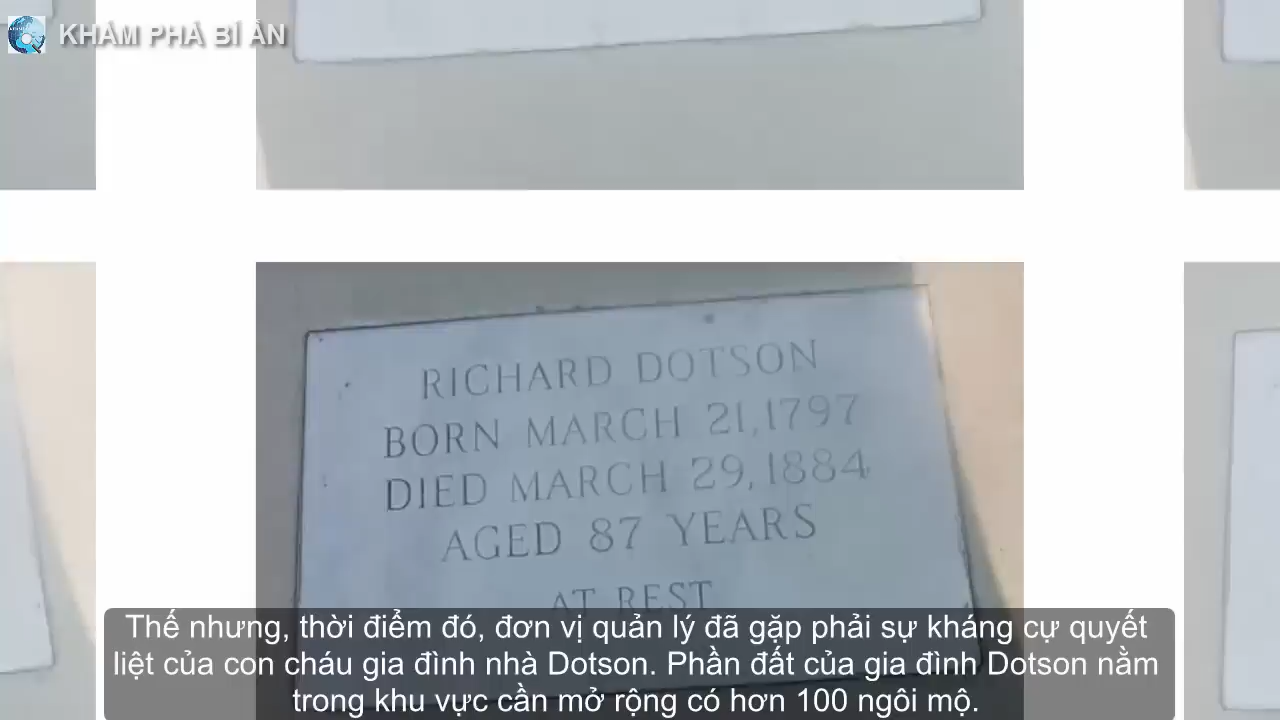 KHÁM PHÁ BÍ ẨN
RICHARD DOTSON
BORN MARCH 21, 1797
DIED MARCH 29, 1884
AGED 87 YEARS
AT REST
Thế nhưng, thời điểm đó, đơn vị quản lý đã gặp phải sự kháng cự quyết
liệt của con cháu gia đình nhà Dotson. Phần đất của gia đình Dotson nằm
trong khu vực cần mở rộng có hơn 100 ngôi mộ.